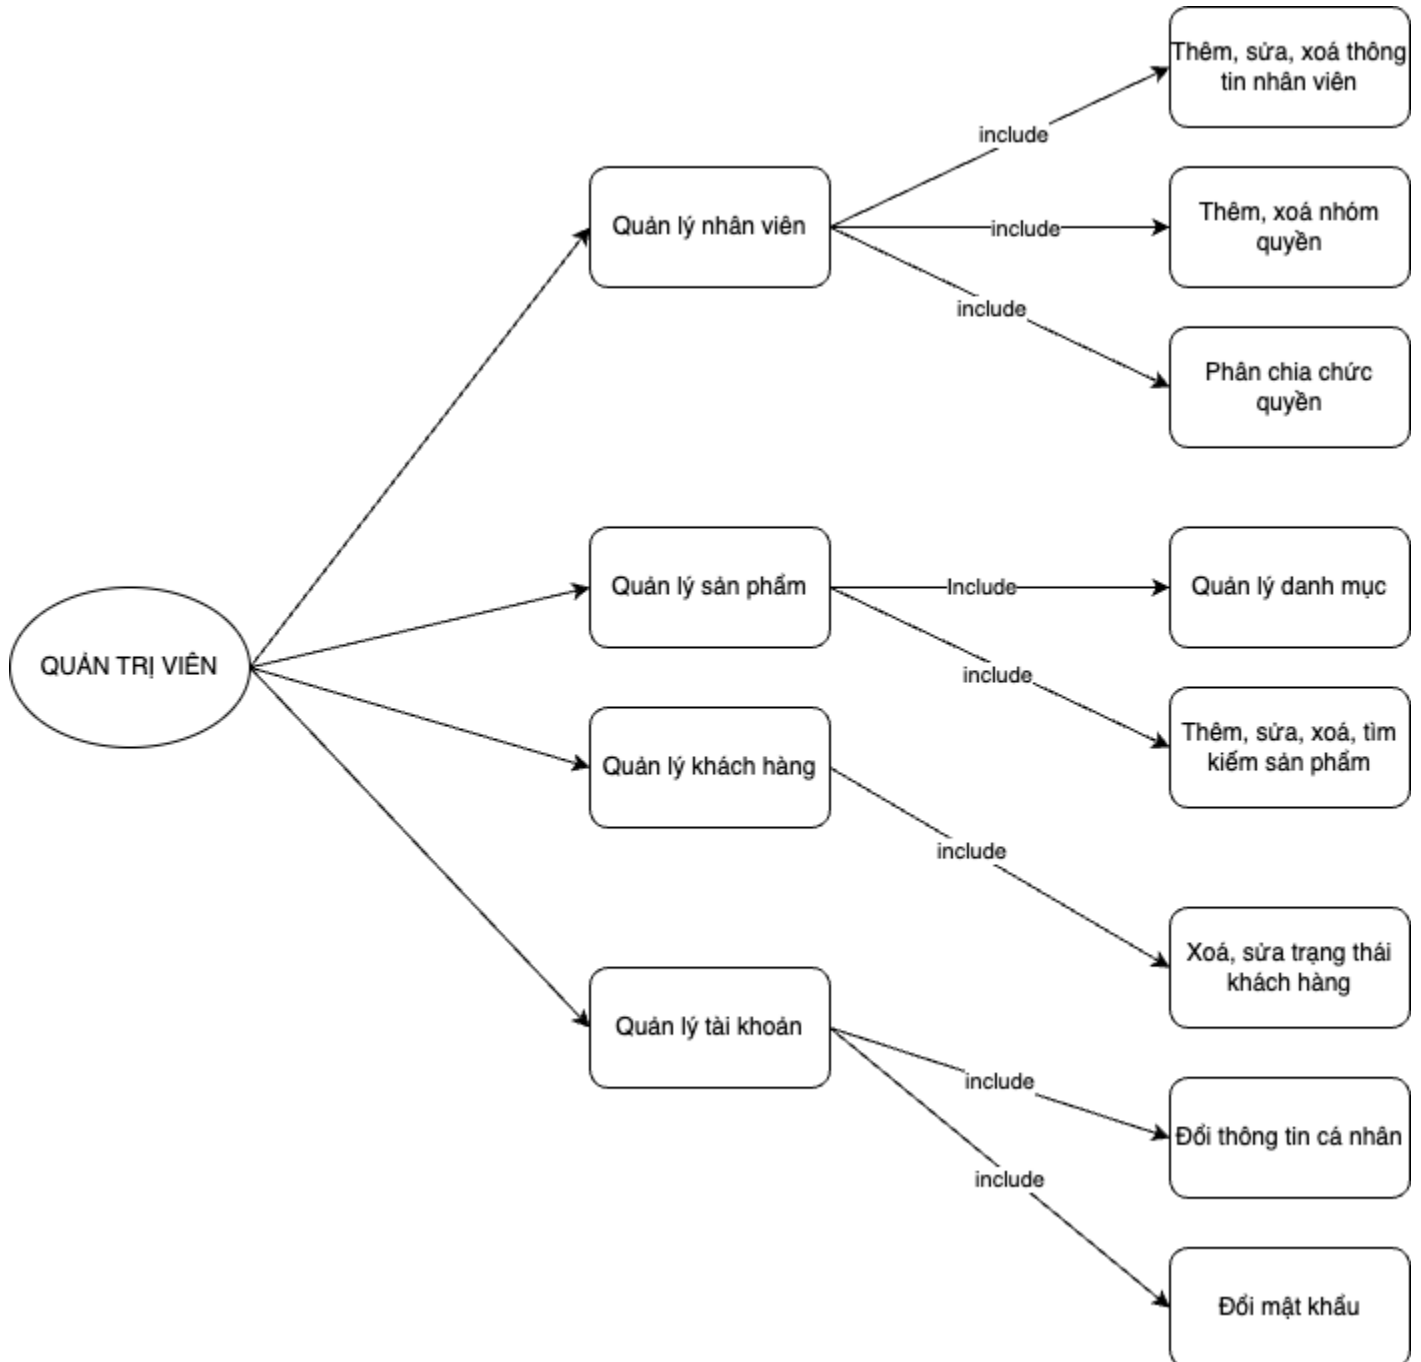 Thêm, sửa, xoá thông
tin nhân viên
include
Quản lý nhân viên
include
Thêm, xoá nhóm
quyền
include
Phân chia chức
quyền
Quản lý sản phẩm
Include
Quản lý danh mục
QUẢN TRỊ VIÊN
include
Thêm, sửa, xoá, tìm
kiếm sản phẩm
Quản lý khách hàng
include
Xoá, sửa trạng thái
khách hàng
Quản lý tài khoản
include
Đổi thông tin cá nhân
include
Đổi mật khẩu